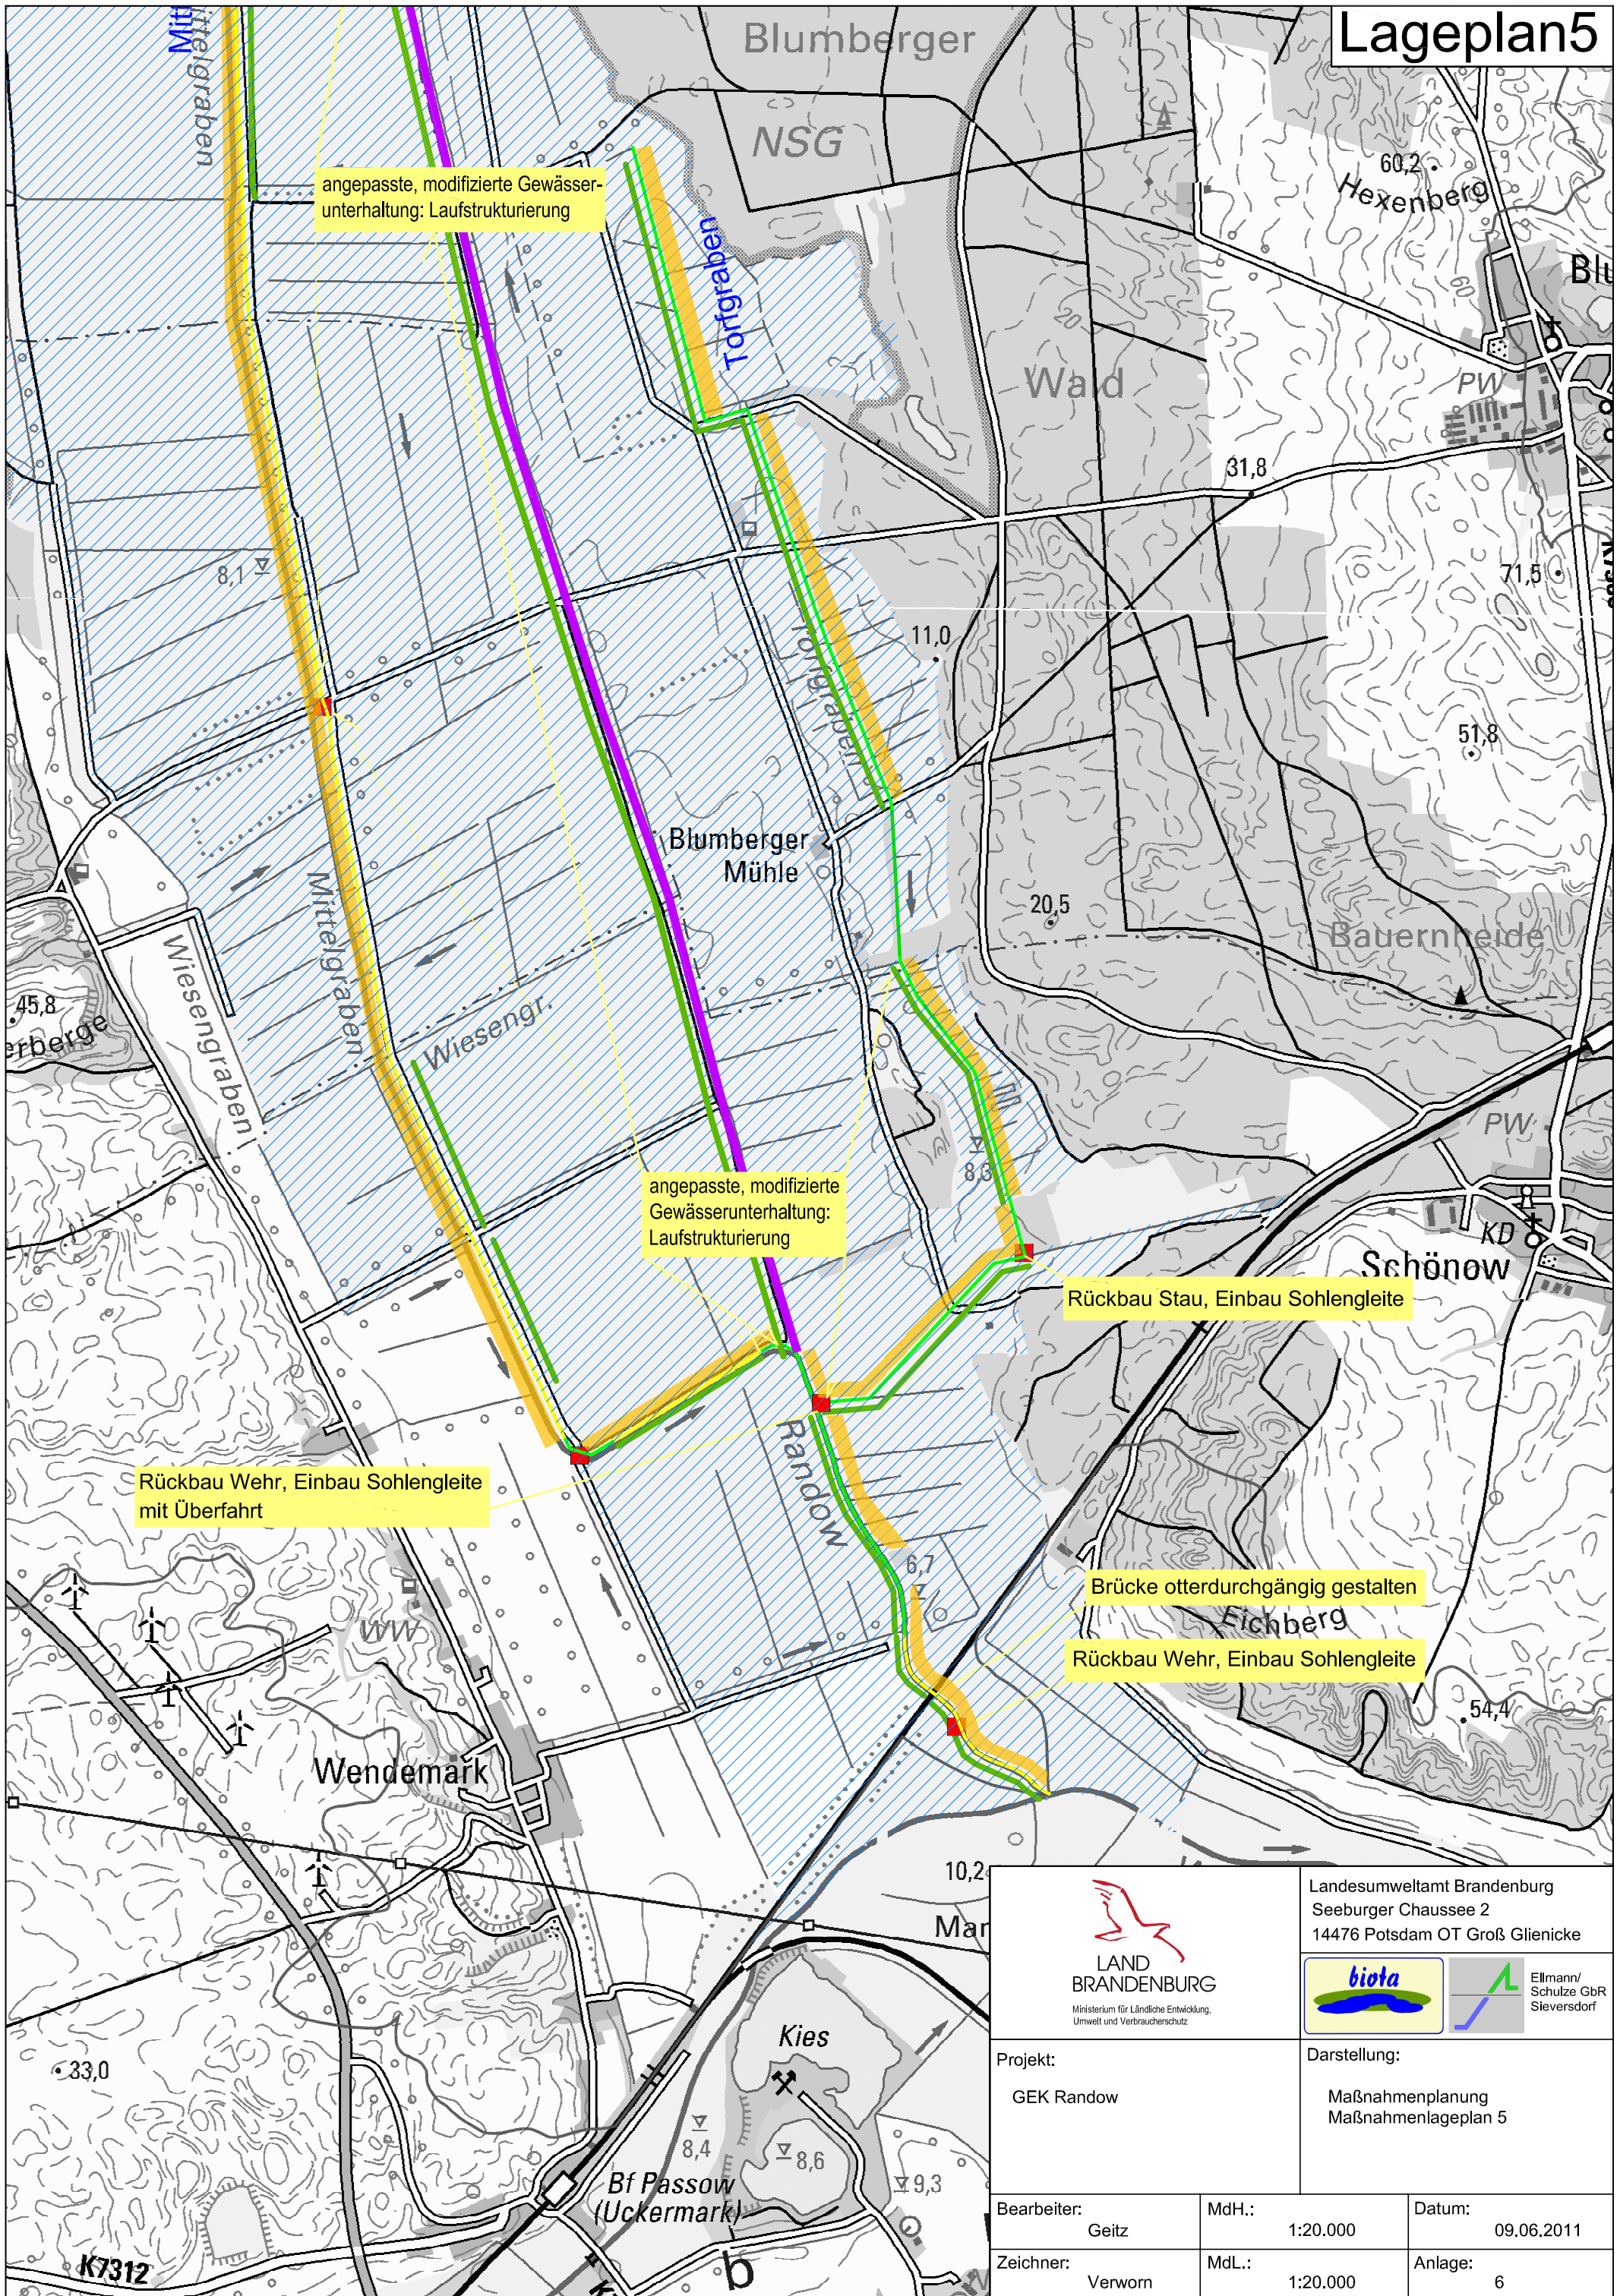 Lageplan5
Blumberger
NSG
Mittelgraben
angepasste, modifizierte Gewässer-
unterhaltung: Laufstrukturierung
Torfgraben
60,2
Hexenberg
60
20
Wald
PW
31,8
8,1
71,5
11,0
Torfgraben
51,8
Blumberger
Mühle
Mittelgraben
20,5
Bauernheide
Wiesengraben
45,8
Wiesengr.
PW
8,3
angepasste, modifizierte
Gewässerunterhaltung:
Laufstrukturierung
KD
Schönow
Rückbau Stau, Einbau Sohlengleite
Randow
Rückbau Wehr, Einbau Sohlengleite
mit Überfahrt
6,7
Brücke otterdurchgängig gestalten
Eichberg
WW
Rückbau Wehr, Einbau Sohlengleite
54,4
Wendemark
10,2
33,0
Kies
8,4
8,6
9,3
Bf Passow
(Uckermark)
K7312
b
LAND
BRANDENBURG
Ministerium für Ländliche Entwicklung,
Umwelt und Verbraucherschutz
Landesumweltamt Brandenburg
Seeburger Chaussee 2
14476 Potsdam OT Groß Glienicke
biota
Ellmann/
Schulze GbR
Sieversdorf
Projekt:
GEK Randow
Darstellung:
Maßnahmenplanung
Maßnahmenlageplan 5
Bearbeiter:
Geitz
MdH.:
1:20.000
Datum:
09.06.2011
Zeichner:
Verworn
MdL.:
1:20.000
Anlage:
6